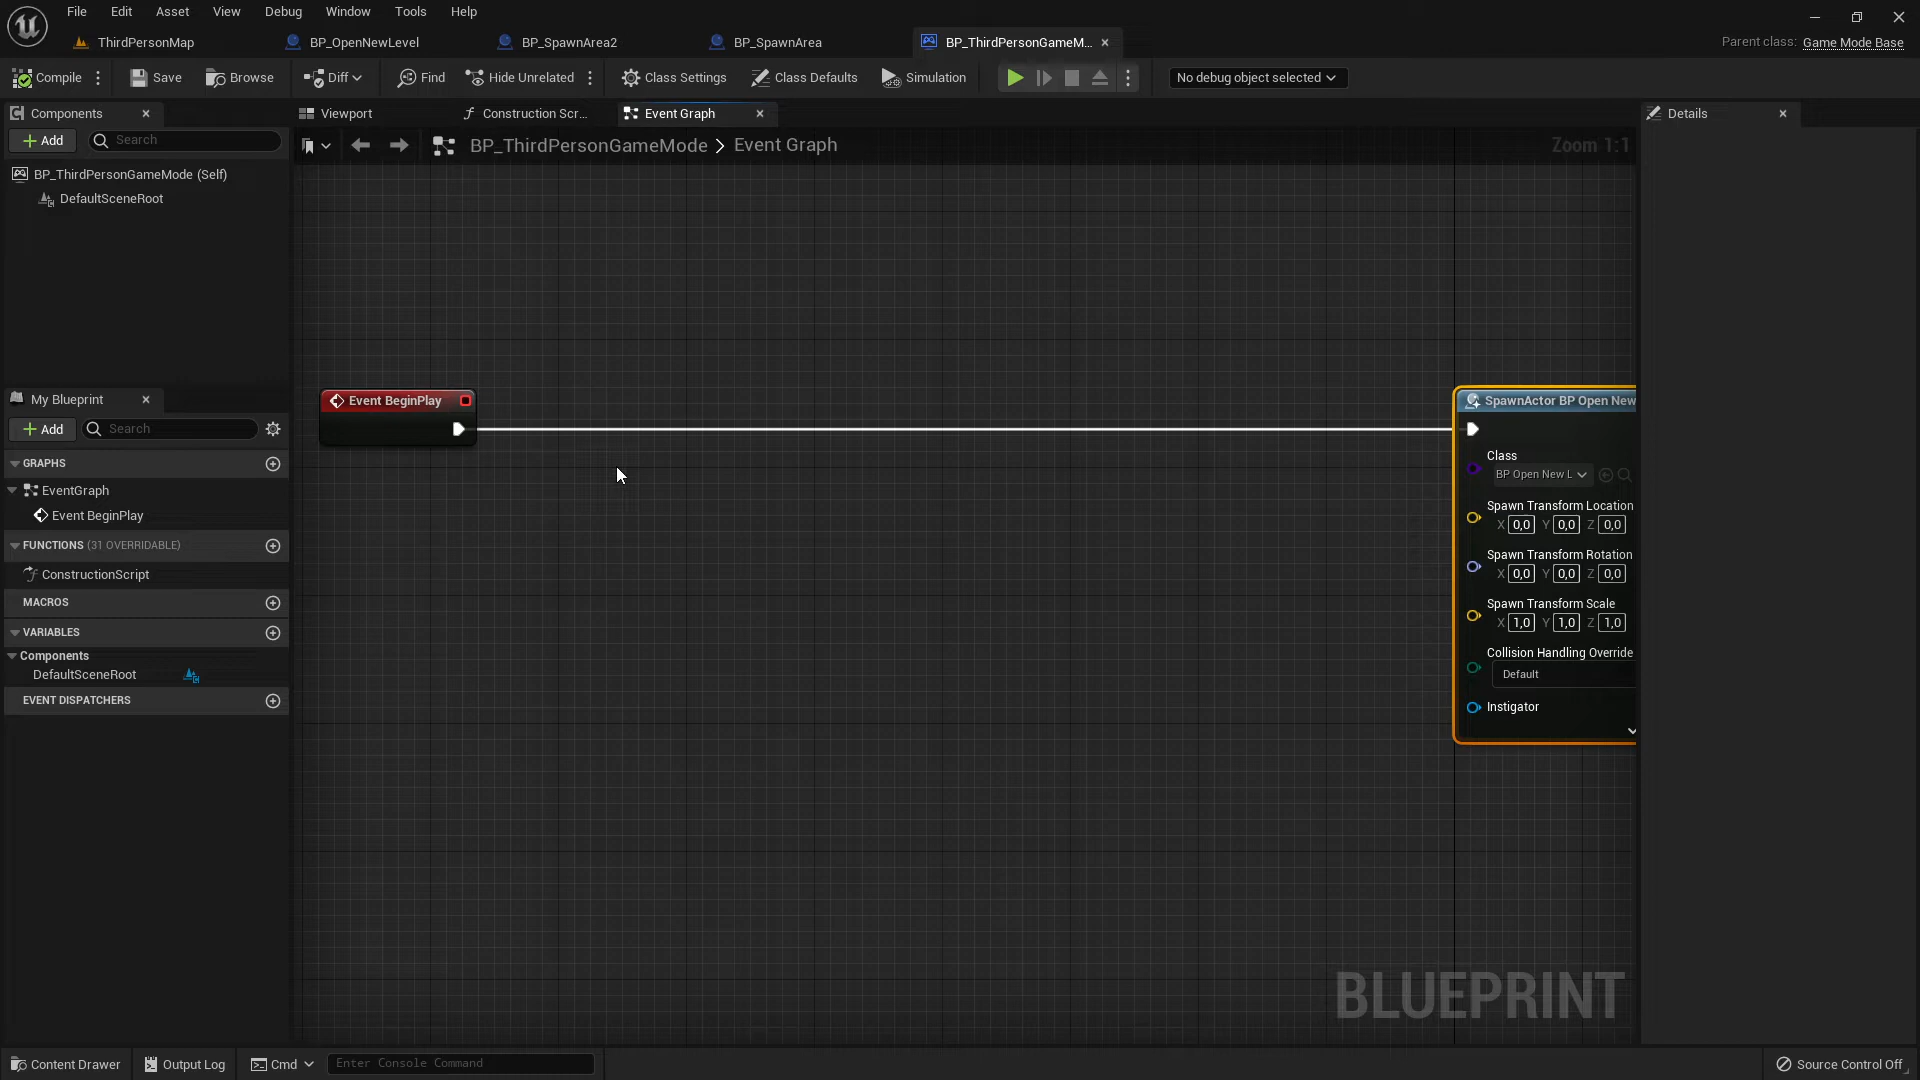 File Edit Asset View Debug Window Tools Help
ThirdPersonMap BP_OpenNewLevel BP_SpawnArea2 BP_SpawnArea BP_ThirdPersonGameM... Parent class: Game Mode Base
Compile Save Browse Diff Find Hide Unrelated Class Settings Class Defaults Simulation No debug object selected
Components Viewport Construction Scr... Event Graph Details
Add Search
BP_ThirdPersonGameMode > Event Graph Zoom 1:1
BP_ThirdPersonGameMode (Self)
DefaultSceneRoot
My Blueprint
Add Search
GRAPHS
EventGraph
Event BeginPlay
FUNCTIONS (31 OVERRIDABLE)
ConstructionScript
MACROS
VARIABLES
Components
DefaultSceneRoot
EVENT DISPATCHERS
Event BeginPlay
SpawnActor BP Open New
Class
BP Open New L
Spawn Transform Location
X 0,0 Y 0,0 Z 0,0
Spawn Transform Rotation
X 0,0 Y 0,0 Z 0,0
Spawn Transform Scale
X 1,0 Y 1,0 Z 1,0
Collision Handling Override
Default
Instigator
BLUEPRINT
Content Drawer Output Log Cmd Enter Console Command Source Control Off